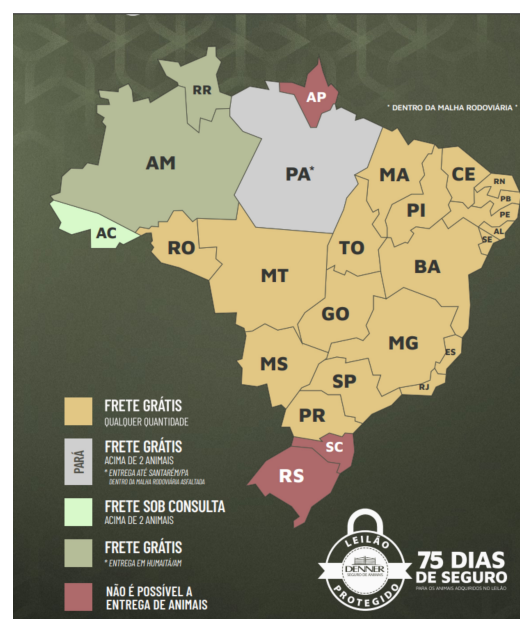 RR
AP
* DENTRO DA MALHA RODOVIÁRIA *
AM
PA*
MA
CE
RN
PB
PE
AL
SE
PI
AC
RO
TO
BA
MT
GO
MG
ES
MS
SP
RJ
PR
SC
RS
FRETE GRÁTIS
QUALQUER QUANTIDADE
PARÁ
FRETE GRÁTIS
ACIMA DE 2 ANIMAIS
* ENTREGA ATÉ SANTARÉM/PA
DENTRO DA MALHA RODOVIÁRIA ASFALTADA
FRETE SOB CONSULTA
ACIMA DE 2 ANIMAIS
FRETE GRÁTIS
* ENTREGA EM HUMAITÁ/AM
NÃO É POSSÍVEL A
ENTREGA DE ANIMAIS
LEILÃO
DENNER
SEGURO DE ANIMAIS
PROTEGIDO
75 DIAS
DE SEGURO
PARA OS ANIMAIS ADQUIRIDOS NO LEILÃO